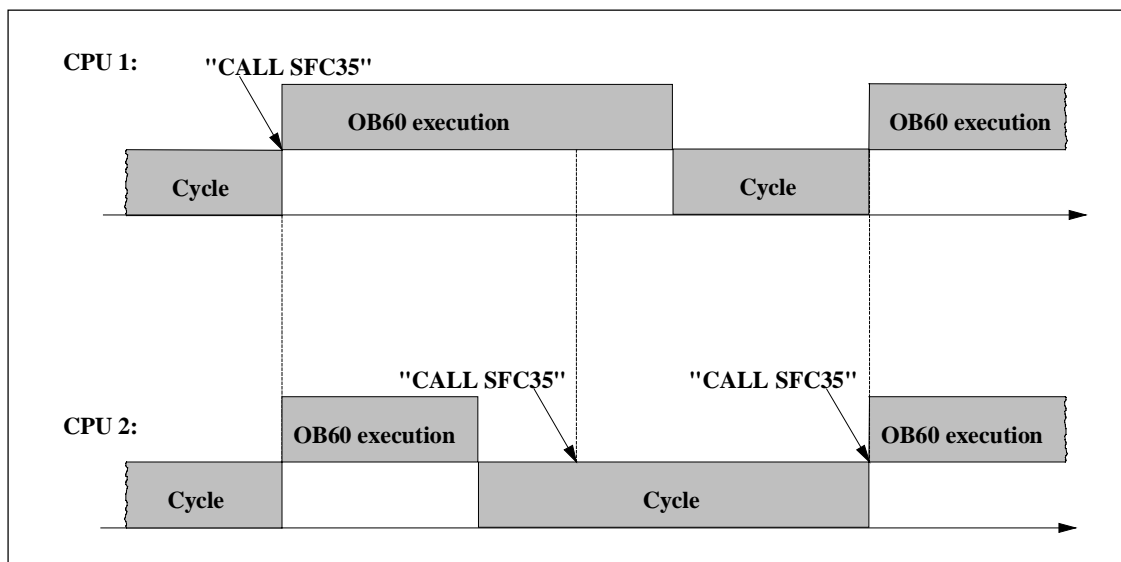 CPU 1:
"CALL SFC35"
OB60 execution
OB60 execution
Cycle
Cycle
"CALL SFC35"
"CALL SFC35"
CPU 2:
OB60 execution
OB60 execution
Cycle
Cycle